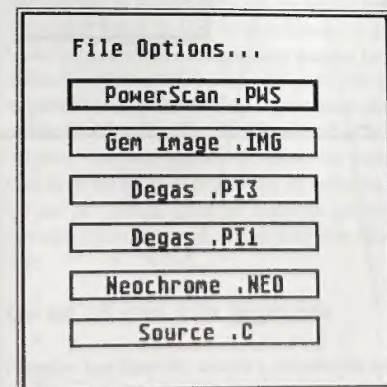 File Options...
PowerScan .PWS
Gem Image .IMG
Degas .PI3
Degas .PI1
Neochrome .NEO
Source .C